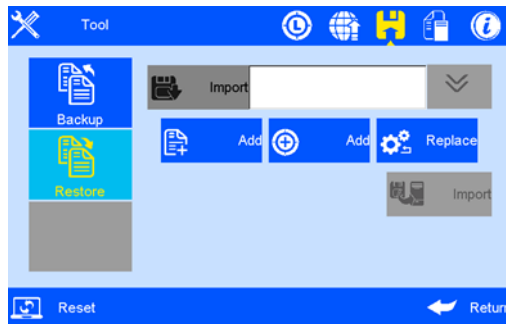 Tool
Backup
Import
Add
Add
Replace
Restore
Import
Reset
Retur